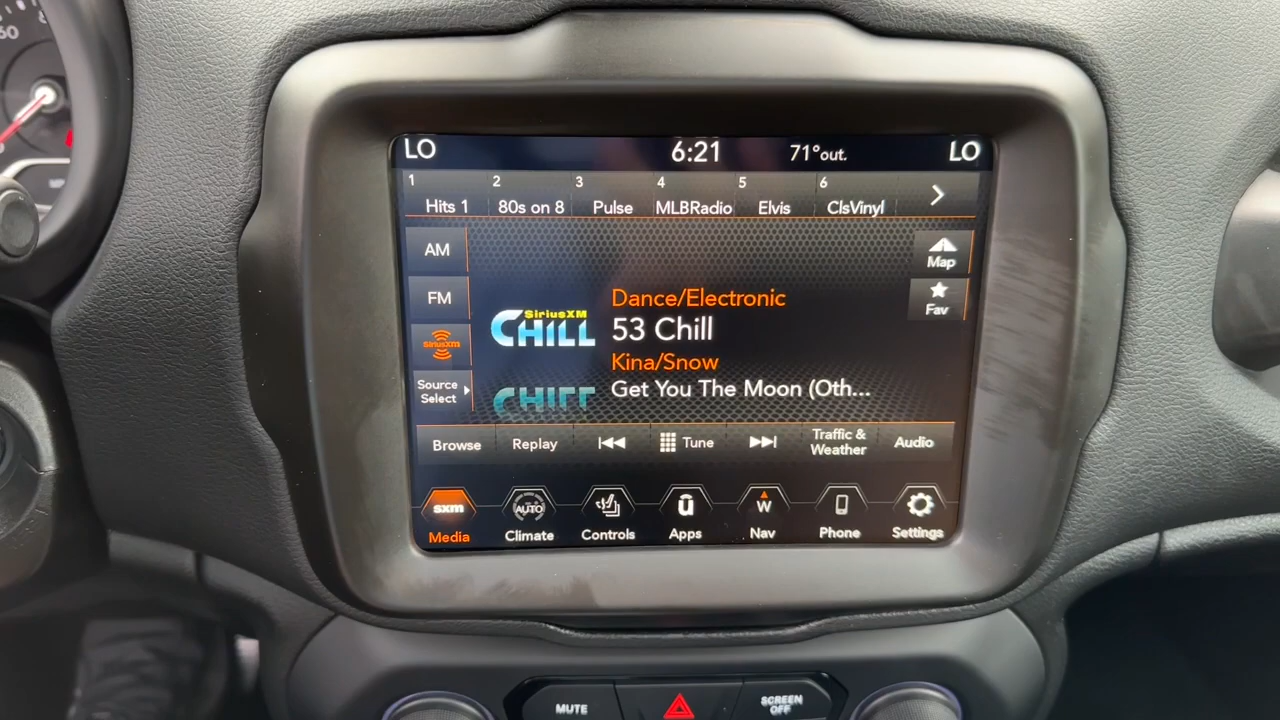 60
LO 6:21 71°out. LO
1 2 3 4 5 6
Hits 1 80s on 8 Pulse MLBRadio Elvis ClsVinyl
AM
Map
FM
Fav
SiriusXM
CHILL
Dance/Electronic
53 Chill
Kina/Snow
Get You The Moon (Oth...
siriusxm
Source
Select
Browse Replay Tune Traffic &
Weather Audio
sxm AUTO ū W
Media Climate Controls Apps Nav Phone Settings
MUTE SCREEN
OFF